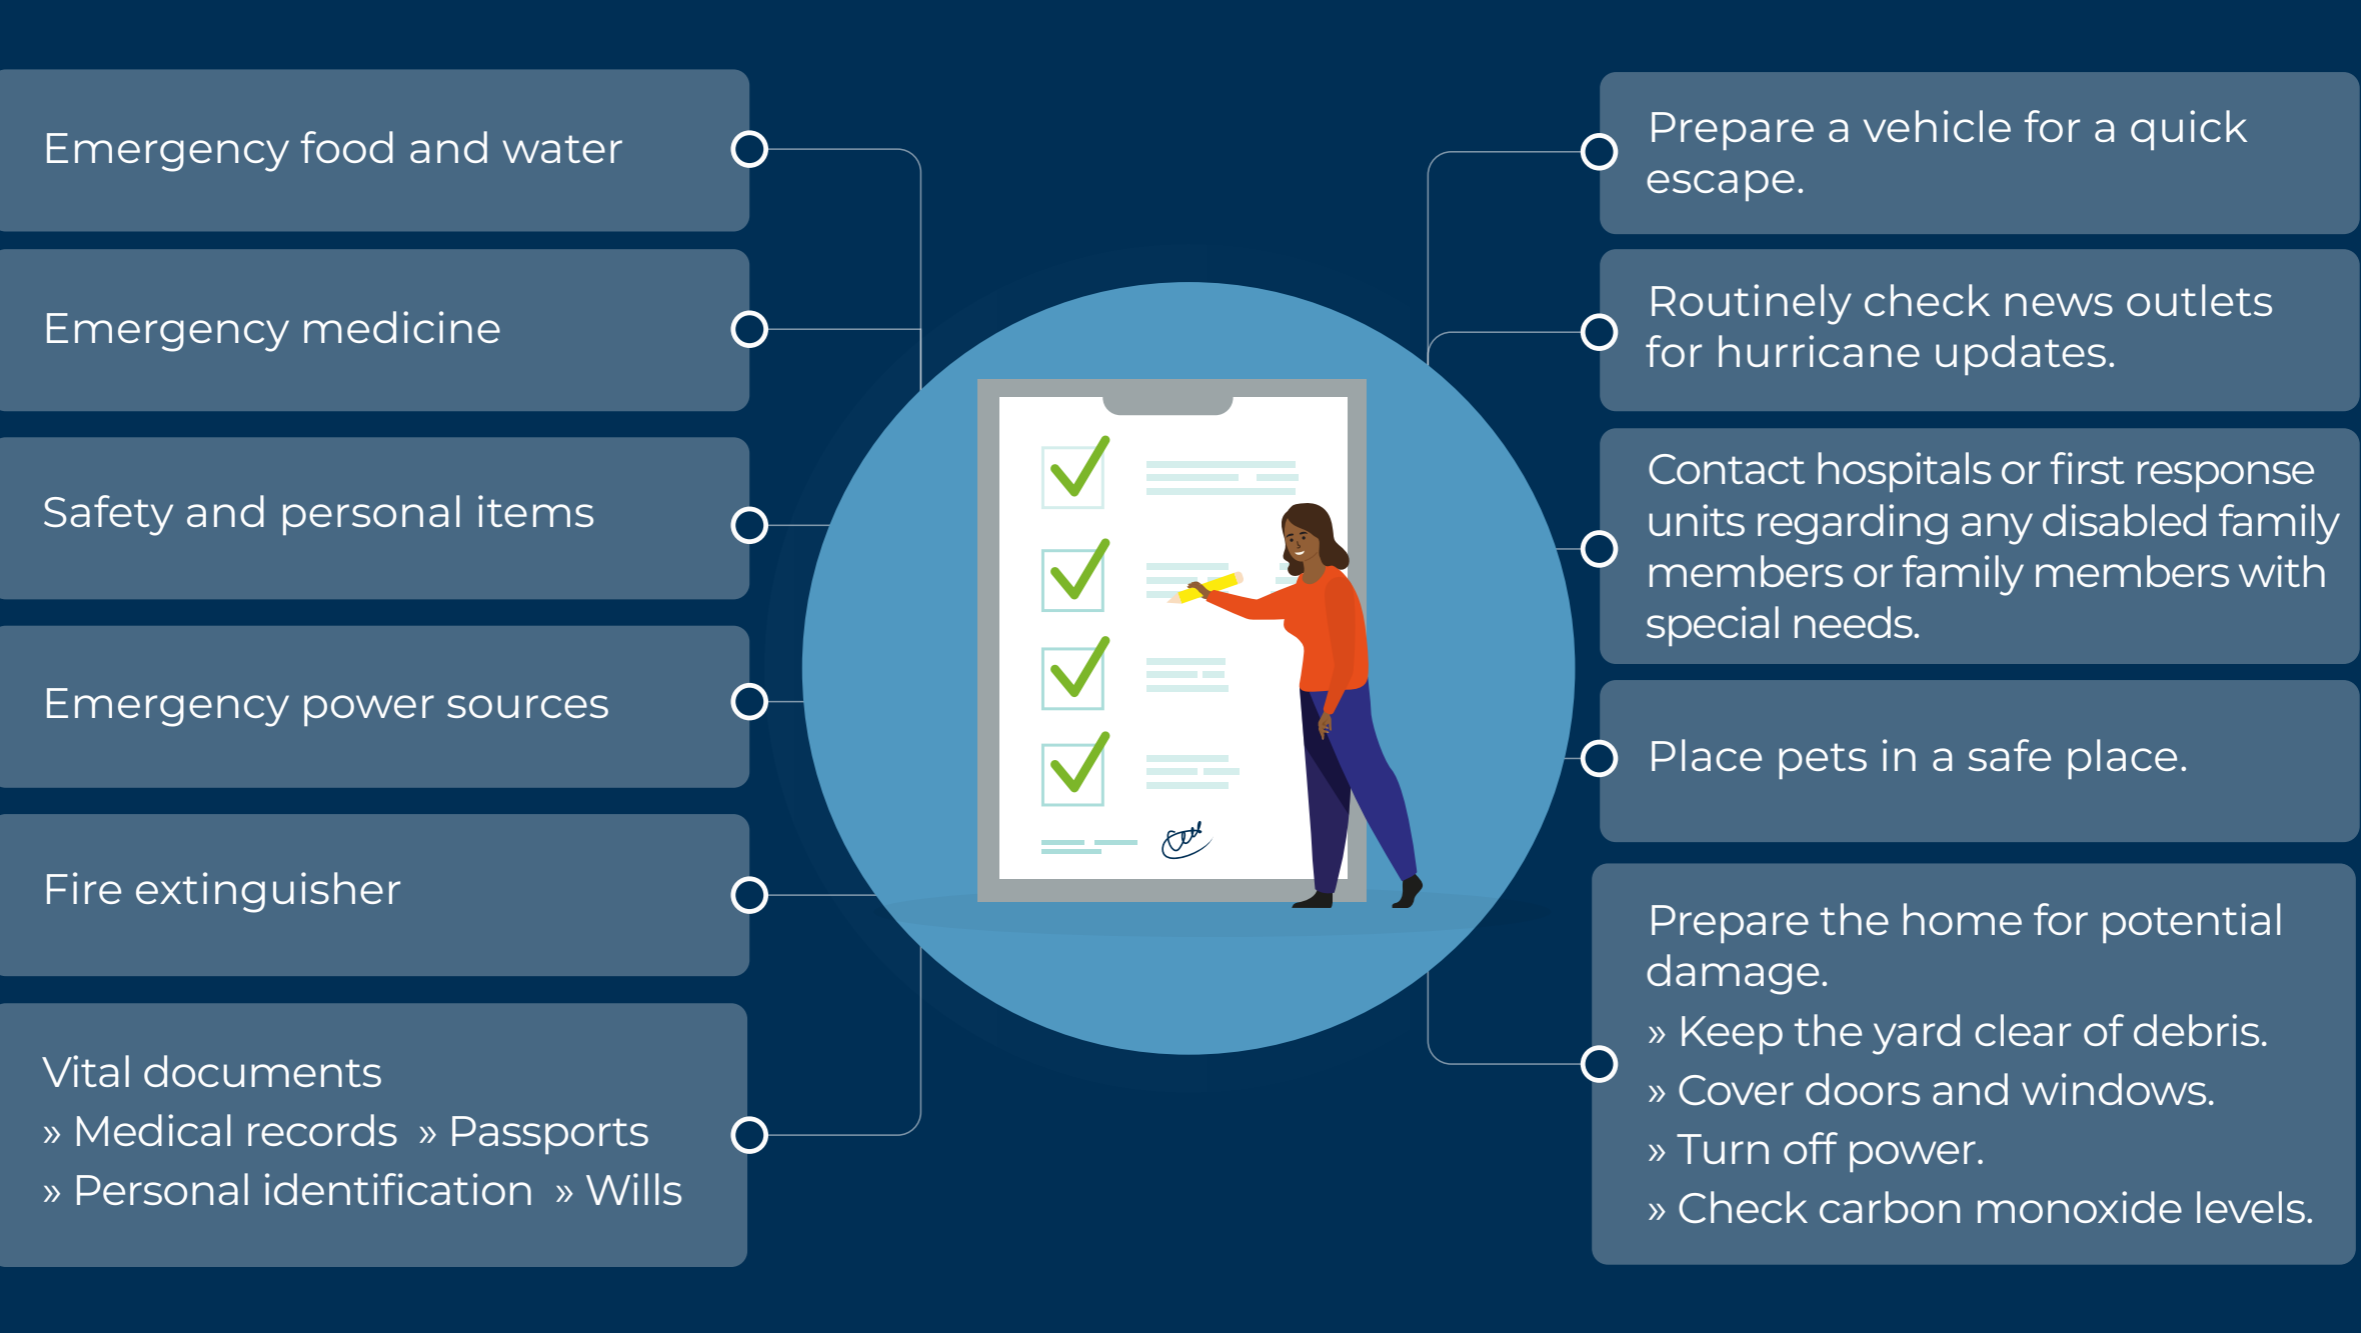 Emergency food and water
Emergency medicine
Safety and personal items
Emergency power sources
Fire extinguisher
Vital documents
» Medical records » Passports
» Personal identification » Wills
Prepare a vehicle for a quick
escape.
Routinely check news outlets
for hurricane updates.
Contact hospitals or first response
units regarding any disabled family
members or family members with
special needs.
Place pets in a safe place.
Prepare the home for potential
damage.
» Keep the yard clear of debris.
» Cover doors and windows.
» Turn off power.
» Check carbon monoxide levels.